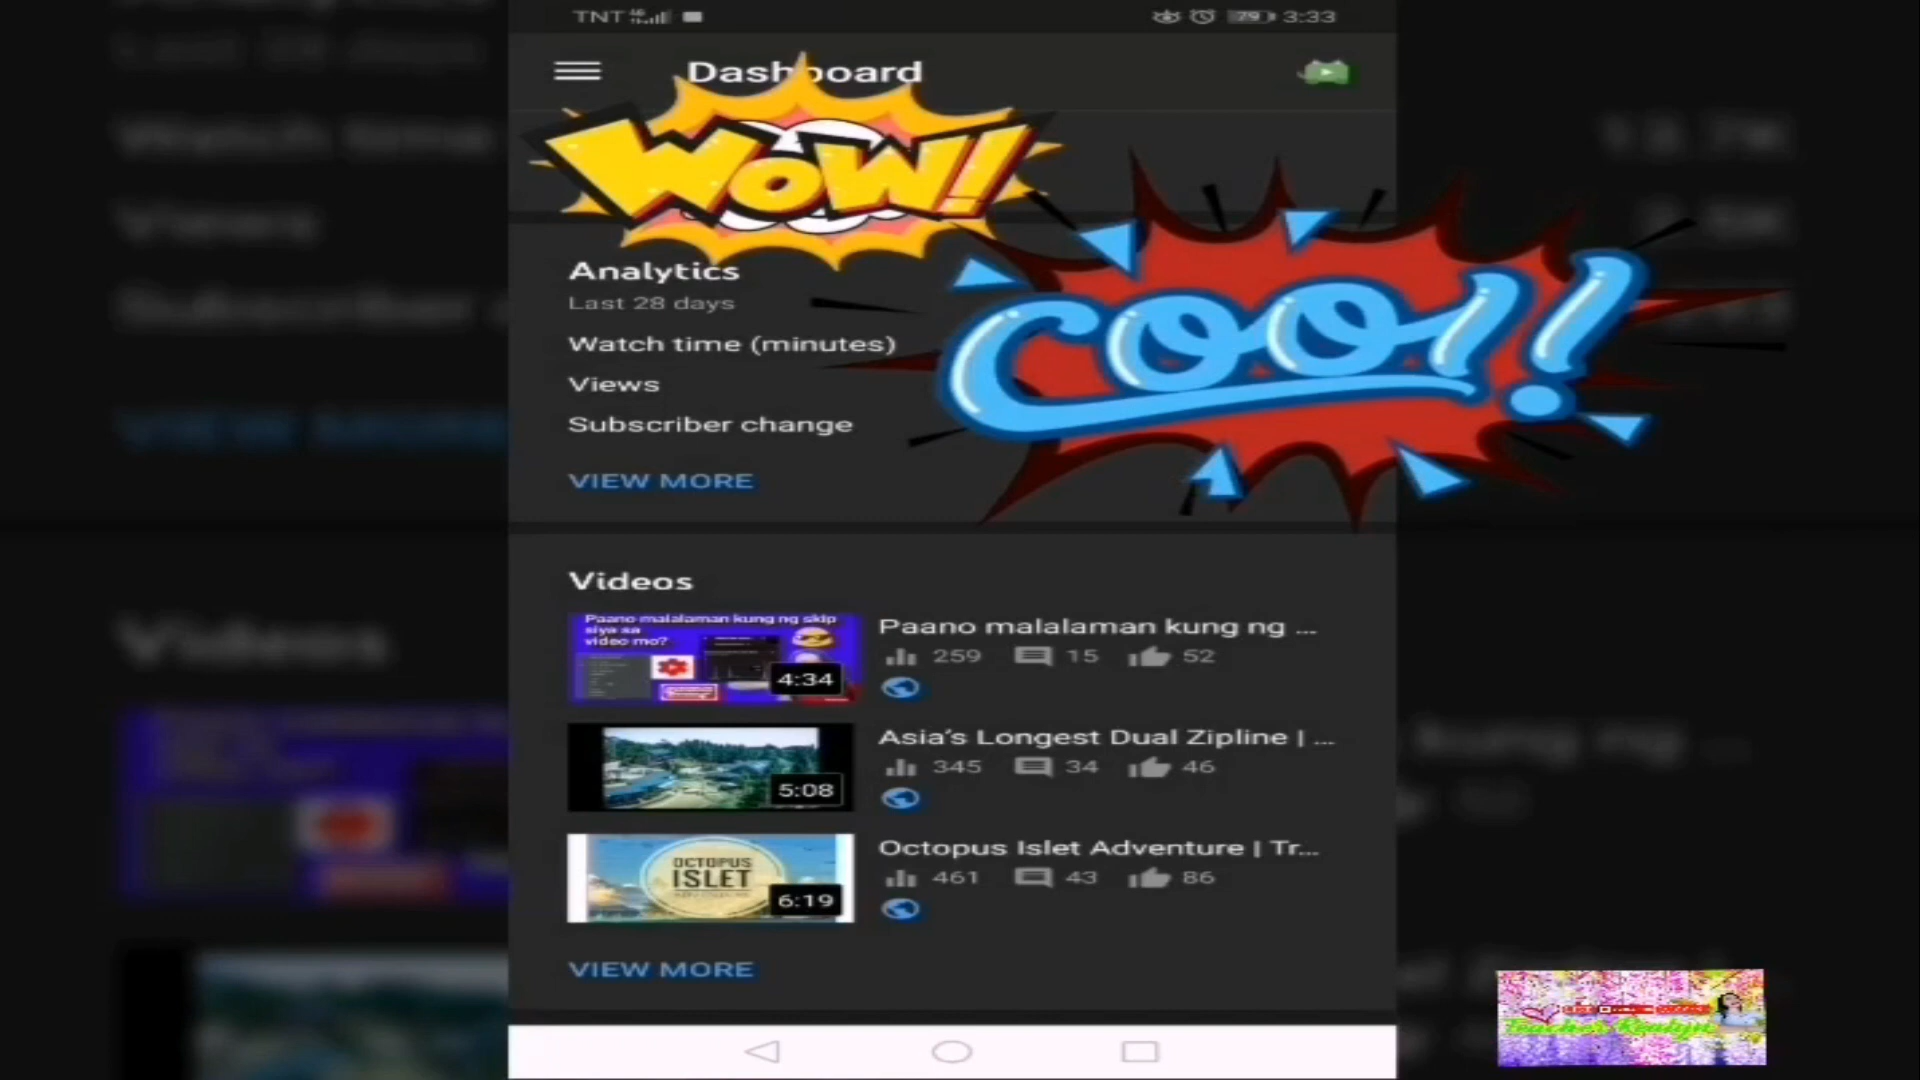 TNT 4G 79 3:33
Dashboard
WOW!
COOL!
Analytics
Last 28 days
Watch time (minutes)
Views
Subscriber change
VIEW MORE
Videos
Paano malalaman kung ng skip
siya sa
video mo?
4:34
Paano malalaman kung ng ...
259 15 52
5:08
Asia's Longest Dual Zipline | ...
345 34 46
OCTOPUS
ISLET
6:19
Octopus Islet Adventure | Tr...
461 43 86
VIEW MORE
Teacher